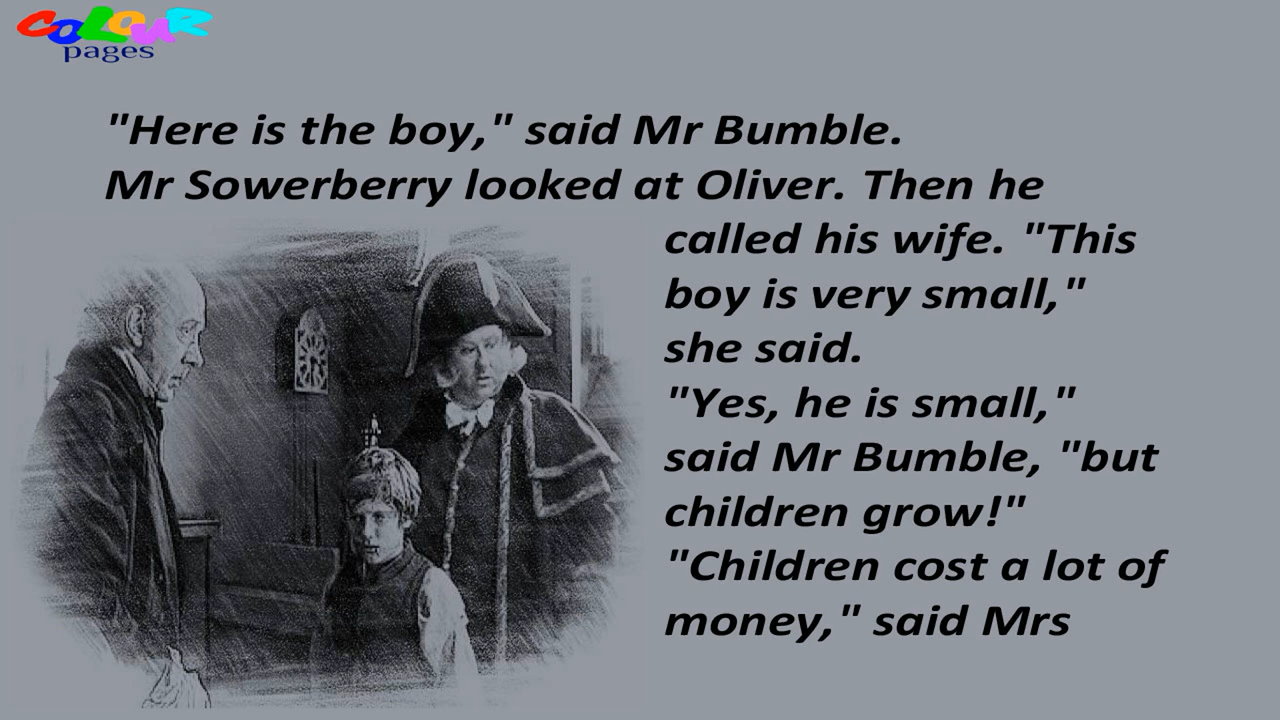 COLOUR
pages
"Here is the boy," said Mr Bumble.
Mr Sowerberry looked at Oliver. Then he
called his wife. "This
boy is very small,"
she said.
"Yes, he is small,"
said Mr Bumble, "but
children grow!"
"Children cost a lot of
money," said Mrs